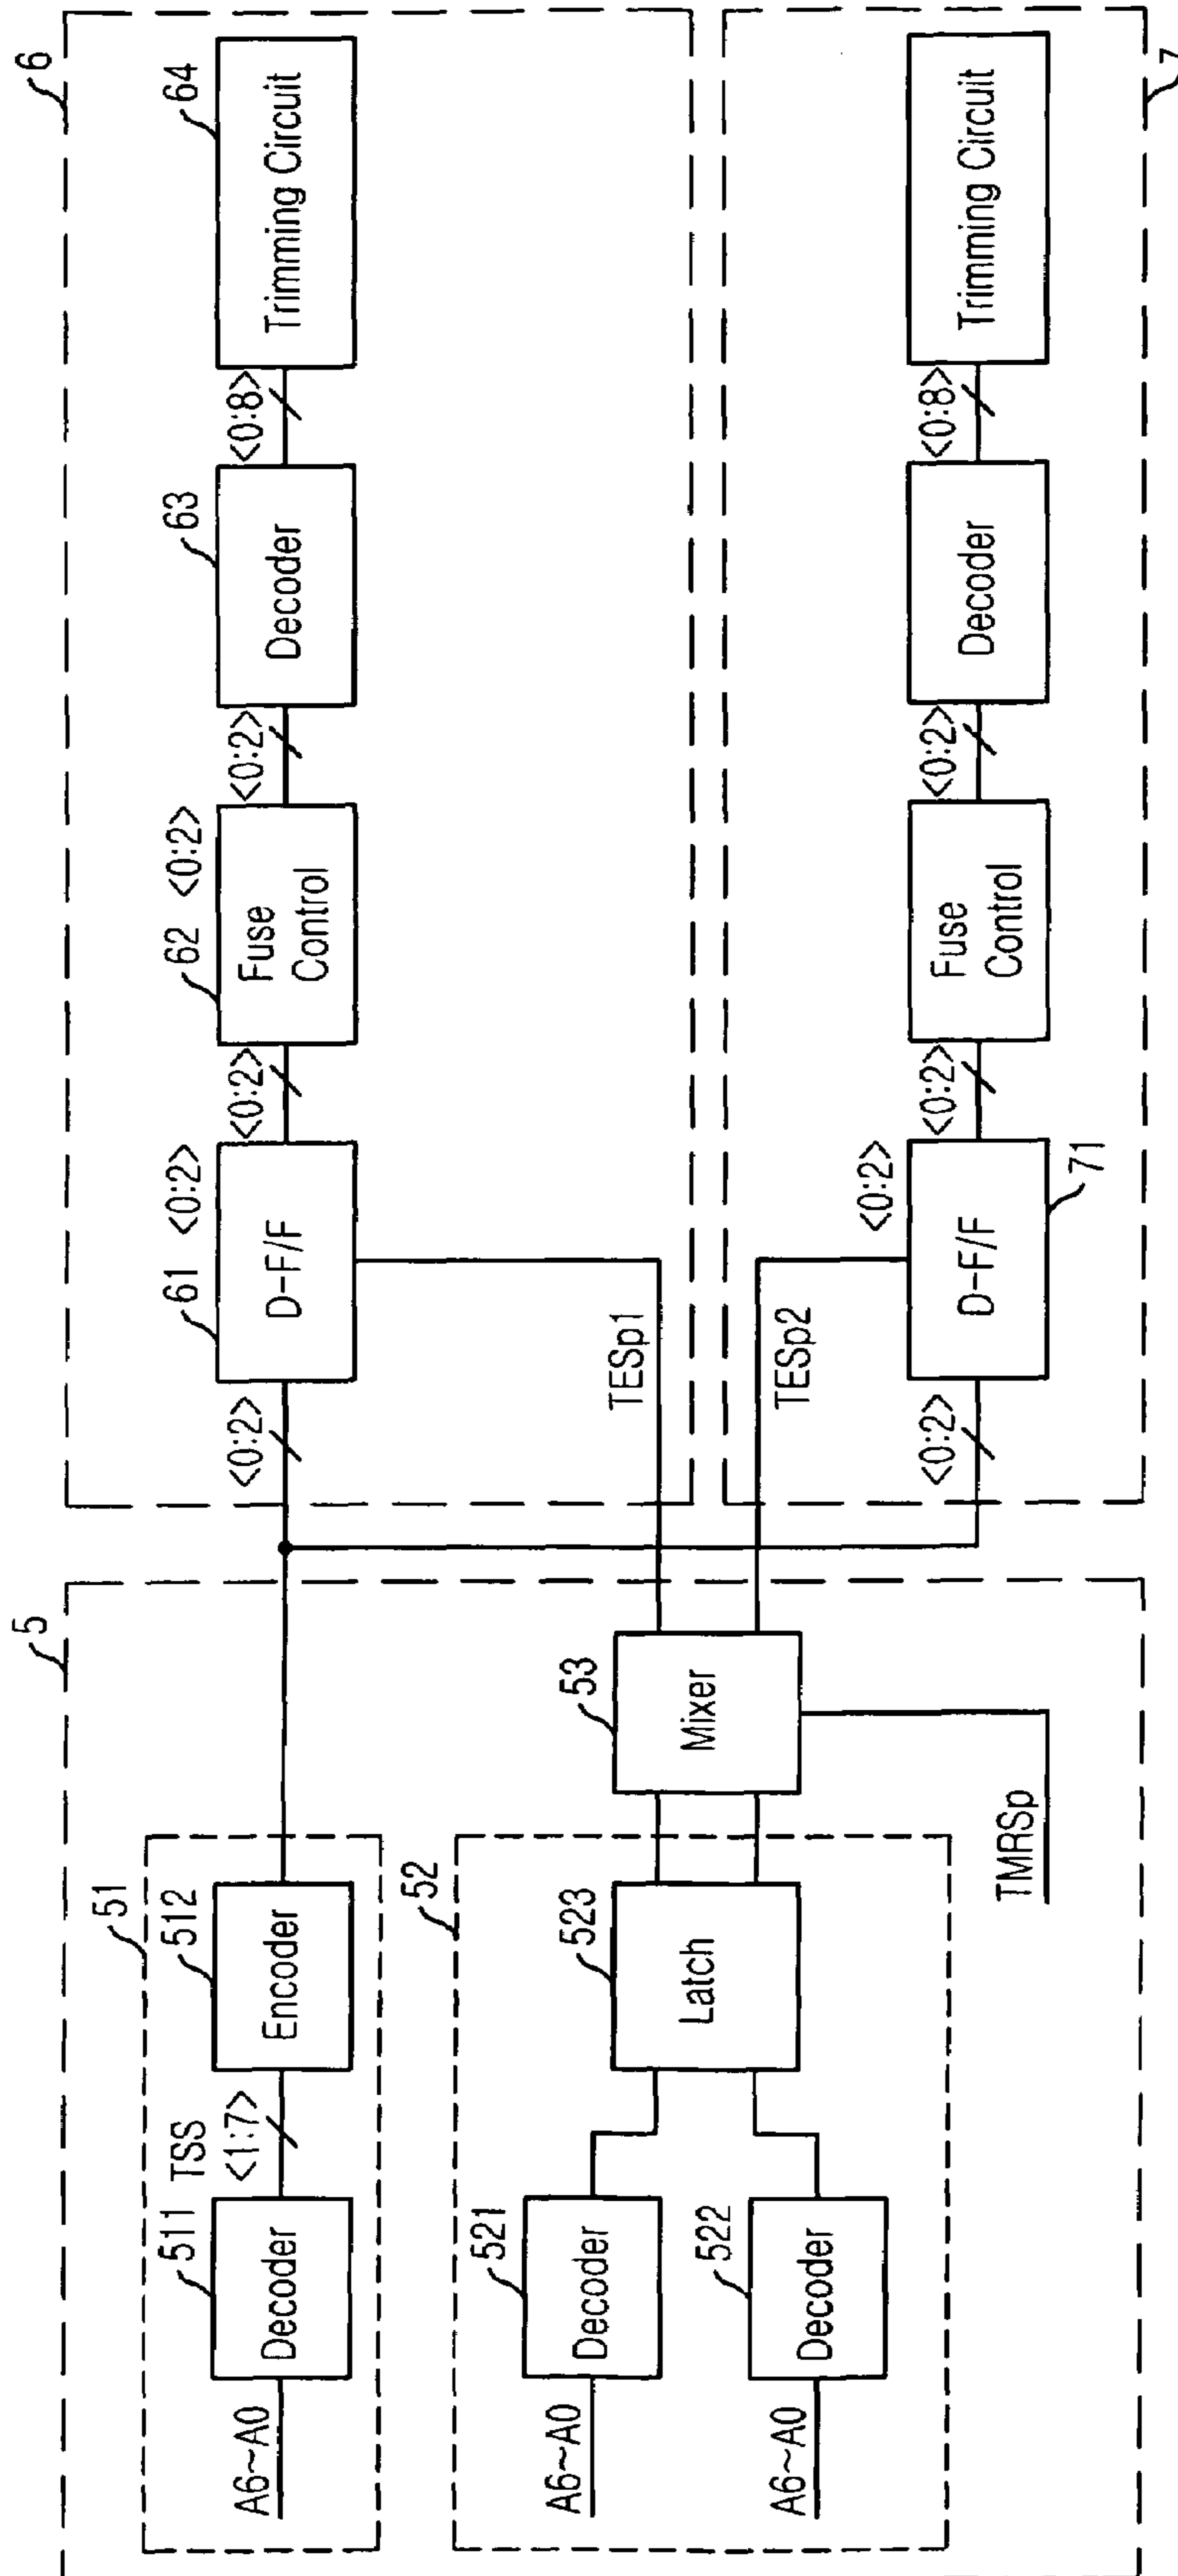 5
51
A6~A0
Decoder
511
TSS
<1:7>
Encoder
512
52
A6~A0
Decoder
521
A6~A0
Decoder
522
Latch
523
Mixer
53
TMRSp
6
<0:2>
D-F/F
61
<0:2>
<0:2>
Fuse
Control
62
<0:2>
<0:2>
Decoder
63
<0:8>
Trimming Circuit
64
TESp1
7
TESp2
<0:2>
D-F/F
71
<0:2>
<0:2>
Fuse
Control
<0:2>
Decoder
<0:8>
Trimming Circuit